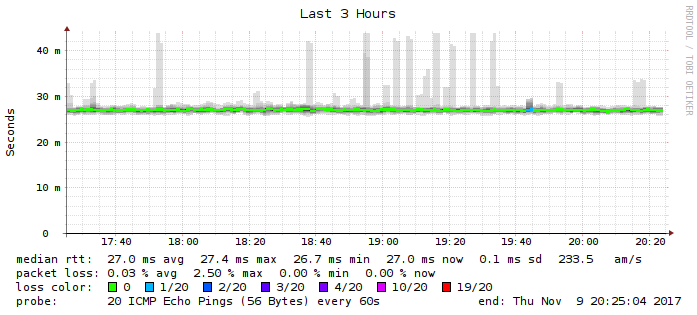 Last 3 Hours
RRDTOOL / TOBI OETIKER
Seconds
40 m
30 m
20 m
10 m
0
17:40 18:00 18:20 18:40 19:00 19:20 19:40 20:00 20:20
median rtt: 27.0 ms avg 27.4 ms max 26.7 ms min 27.0 ms now 0.1 ms sd 233.5 am/s
packet loss: 0.03 % avg 2.50 % max 0.00 % min 0.00 % now
loss color: 0 1/20 2/20 3/20 4/20 10/20 19/20
probe: 20 ICMP Echo Pings (56 Bytes) every 60s end: Thu Nov 9 20:25:04 2017